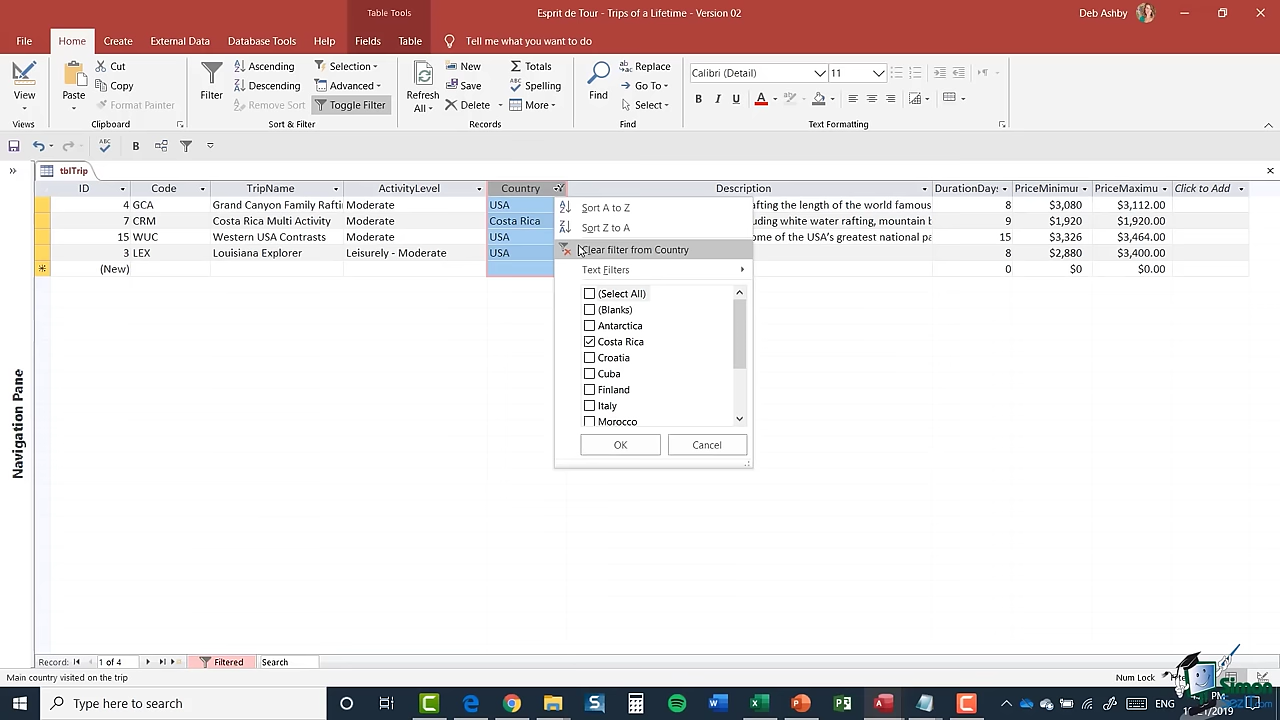 Table Tools
Esprit de Tour - Trips of a Lifetime - Version 02
Deb Ashby
File Home Create External Data Database Tools Help Fields Table Tell me what you want to do
View
Views
Paste
Cut
Copy
Format Painter
Clipboard
Filter
Ascending
Descending
Remove Sort
Selection
Advanced
Toggle Filter
Sort & Filter
Refresh
All
New
Save
Delete
Totals
Spelling
More
Records
Find
Replace
Go To
Select
Find
Calibri (Detail) 11
B I U
Text Formatting
tblTrip
ID Code TripName ActivityLevel Country Description DurationDay PriceMinimur PriceMaximu Click to Add
4 GCA Grand Canyon Family Rafti Moderate USA afting the length of the world famous 8 $3,080 $3,112.00
7 CRM Costa Rica Multi Activity Moderate Costa Rica uding white water rafting, mountain b 9 $1,920 $1,920.00
15 WUC Western USA Contrasts Moderate USA ome of the USA's greatest national pa 15 $3,326 $3,464.00
3 LEX Louisiana Explorer Leisurely - Moderate USA 8 $2,880 $3,400.00
(New) 0 $0 $0.00
Sort A to Z
Sort Z to A
Clear filter from Country
Text Filters
(Select All)
(Blanks)
Antarctica
Costa Rica
Croatia
Cuba
Finland
Italy
Morocco
OK Cancel
Navigation Pane
Record: 1 of 4 Filtered Search
Main country visited on the trip
Num Lock
Type here to search
ENG
PM